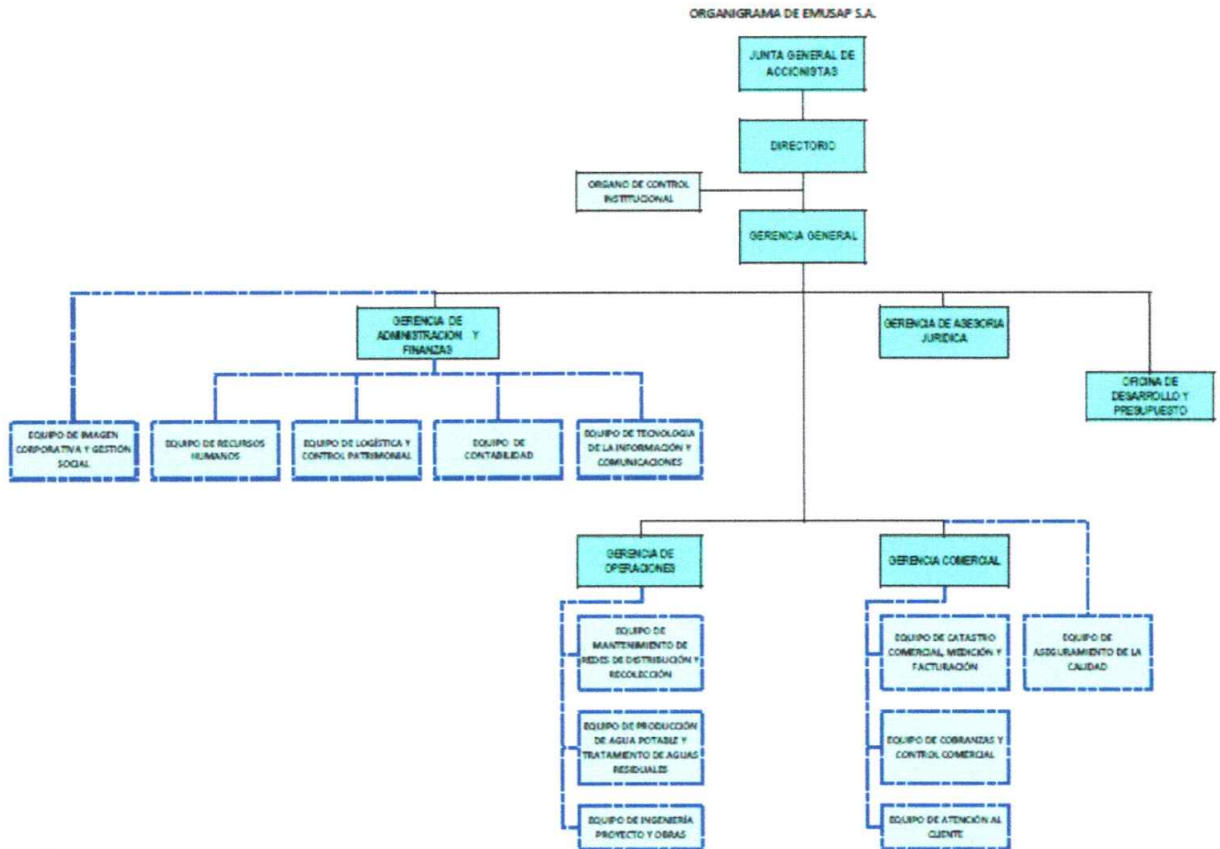 ORGANIGRAMA DE EMUSAP S.A.
JUNTA GENERAL DE
ACCIONISTAS
DIRECTORIO
ORGANO DE CONTROL
INSTITUCIONAL
GERENCIA GENERAL
GERENCIA DE
ADMINISTRACIÓN Y
FINANZAS
GERENCIA DE ASESORIA
JURIDICA
OFICINA DE
DESARROLLO Y
PRESUPUESTO
EQUIPO DE IMAGEN
CORPORATIVA Y GESTIÓN
SOCIAL
EQUIPO DE RECURSOS
HUMANOS
EQUIPO DE LOGÍSTICA Y
CONTROL PATRIMONIAL
EQUIPO DE
CONTABILIDAD
EQUIPO DE TECNOLOGIA
DE LA INFORMACIÓN Y
COMUNICACIONES
GERENCIA DE
OPERACIONES
GERENCIA COMERCIAL
EQUIPO DE
MANTENIMIENTO DE
REDES DE DISTRIBUCIÓN Y
RECOLECCIÓN
EQUIPO DE CATASTRO
COMERCIAL, MEDICIÓN Y
FACTURACIÓN
EQUIPO DE
ASEGURAMIENTO DE LA
CALIDAD
EQUIPO DE PRODUCCIÓN
DE AGUA POTABLE Y
TRATAMIENTO DE AGUAS
RESIDUALES
EQUIPO DE COBRANZAS Y
CONTROL COMERCIAL
EQUIPO DE INGENIERÍA
PROYECTO Y OBRAS
EQUIPO DE ATENCIÓN AL
CLIENTE